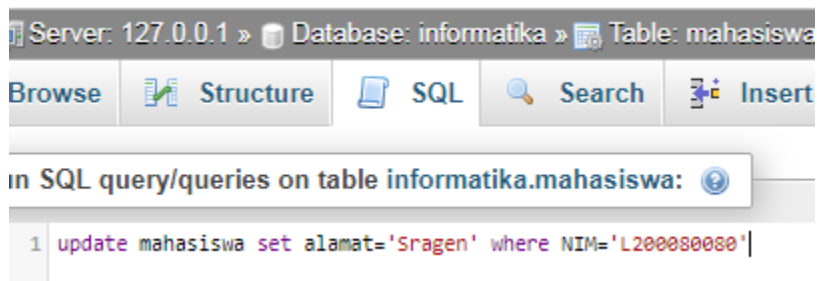 Server: 127.0.0.1 » Database: informatika » Table: mahasiswa
Browse Structure SQL Search Insert
un SQL query/queries on table informatika.mahasiswa:
1 update mahasiswa set alamat='Sragen' where NIM='L200080080'